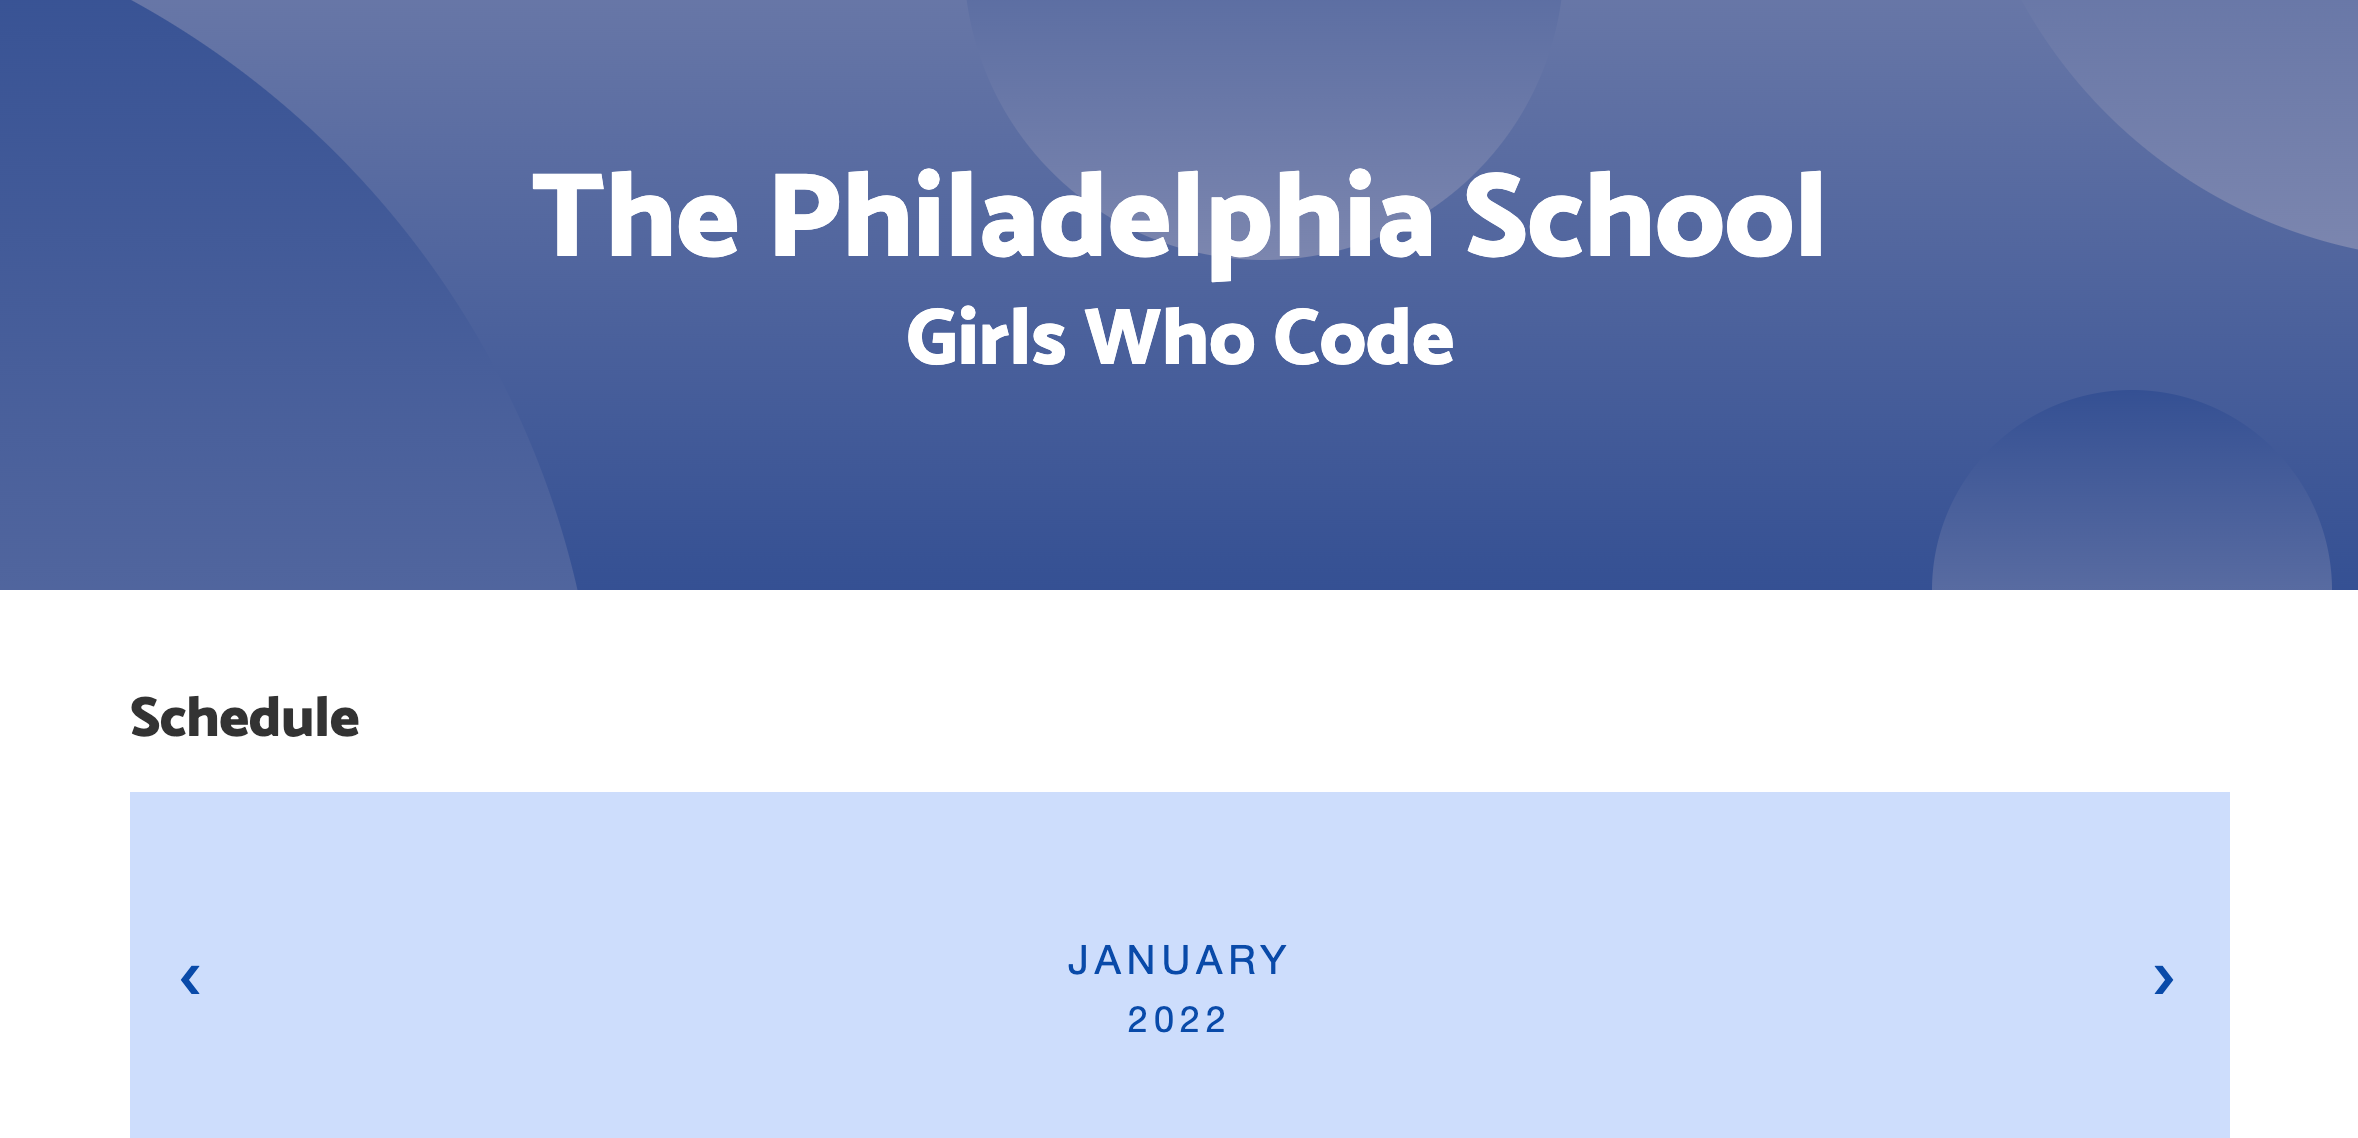 The Philadelphia School
Girls Who Code
Schedule
❮ JANUARY ❯
2022